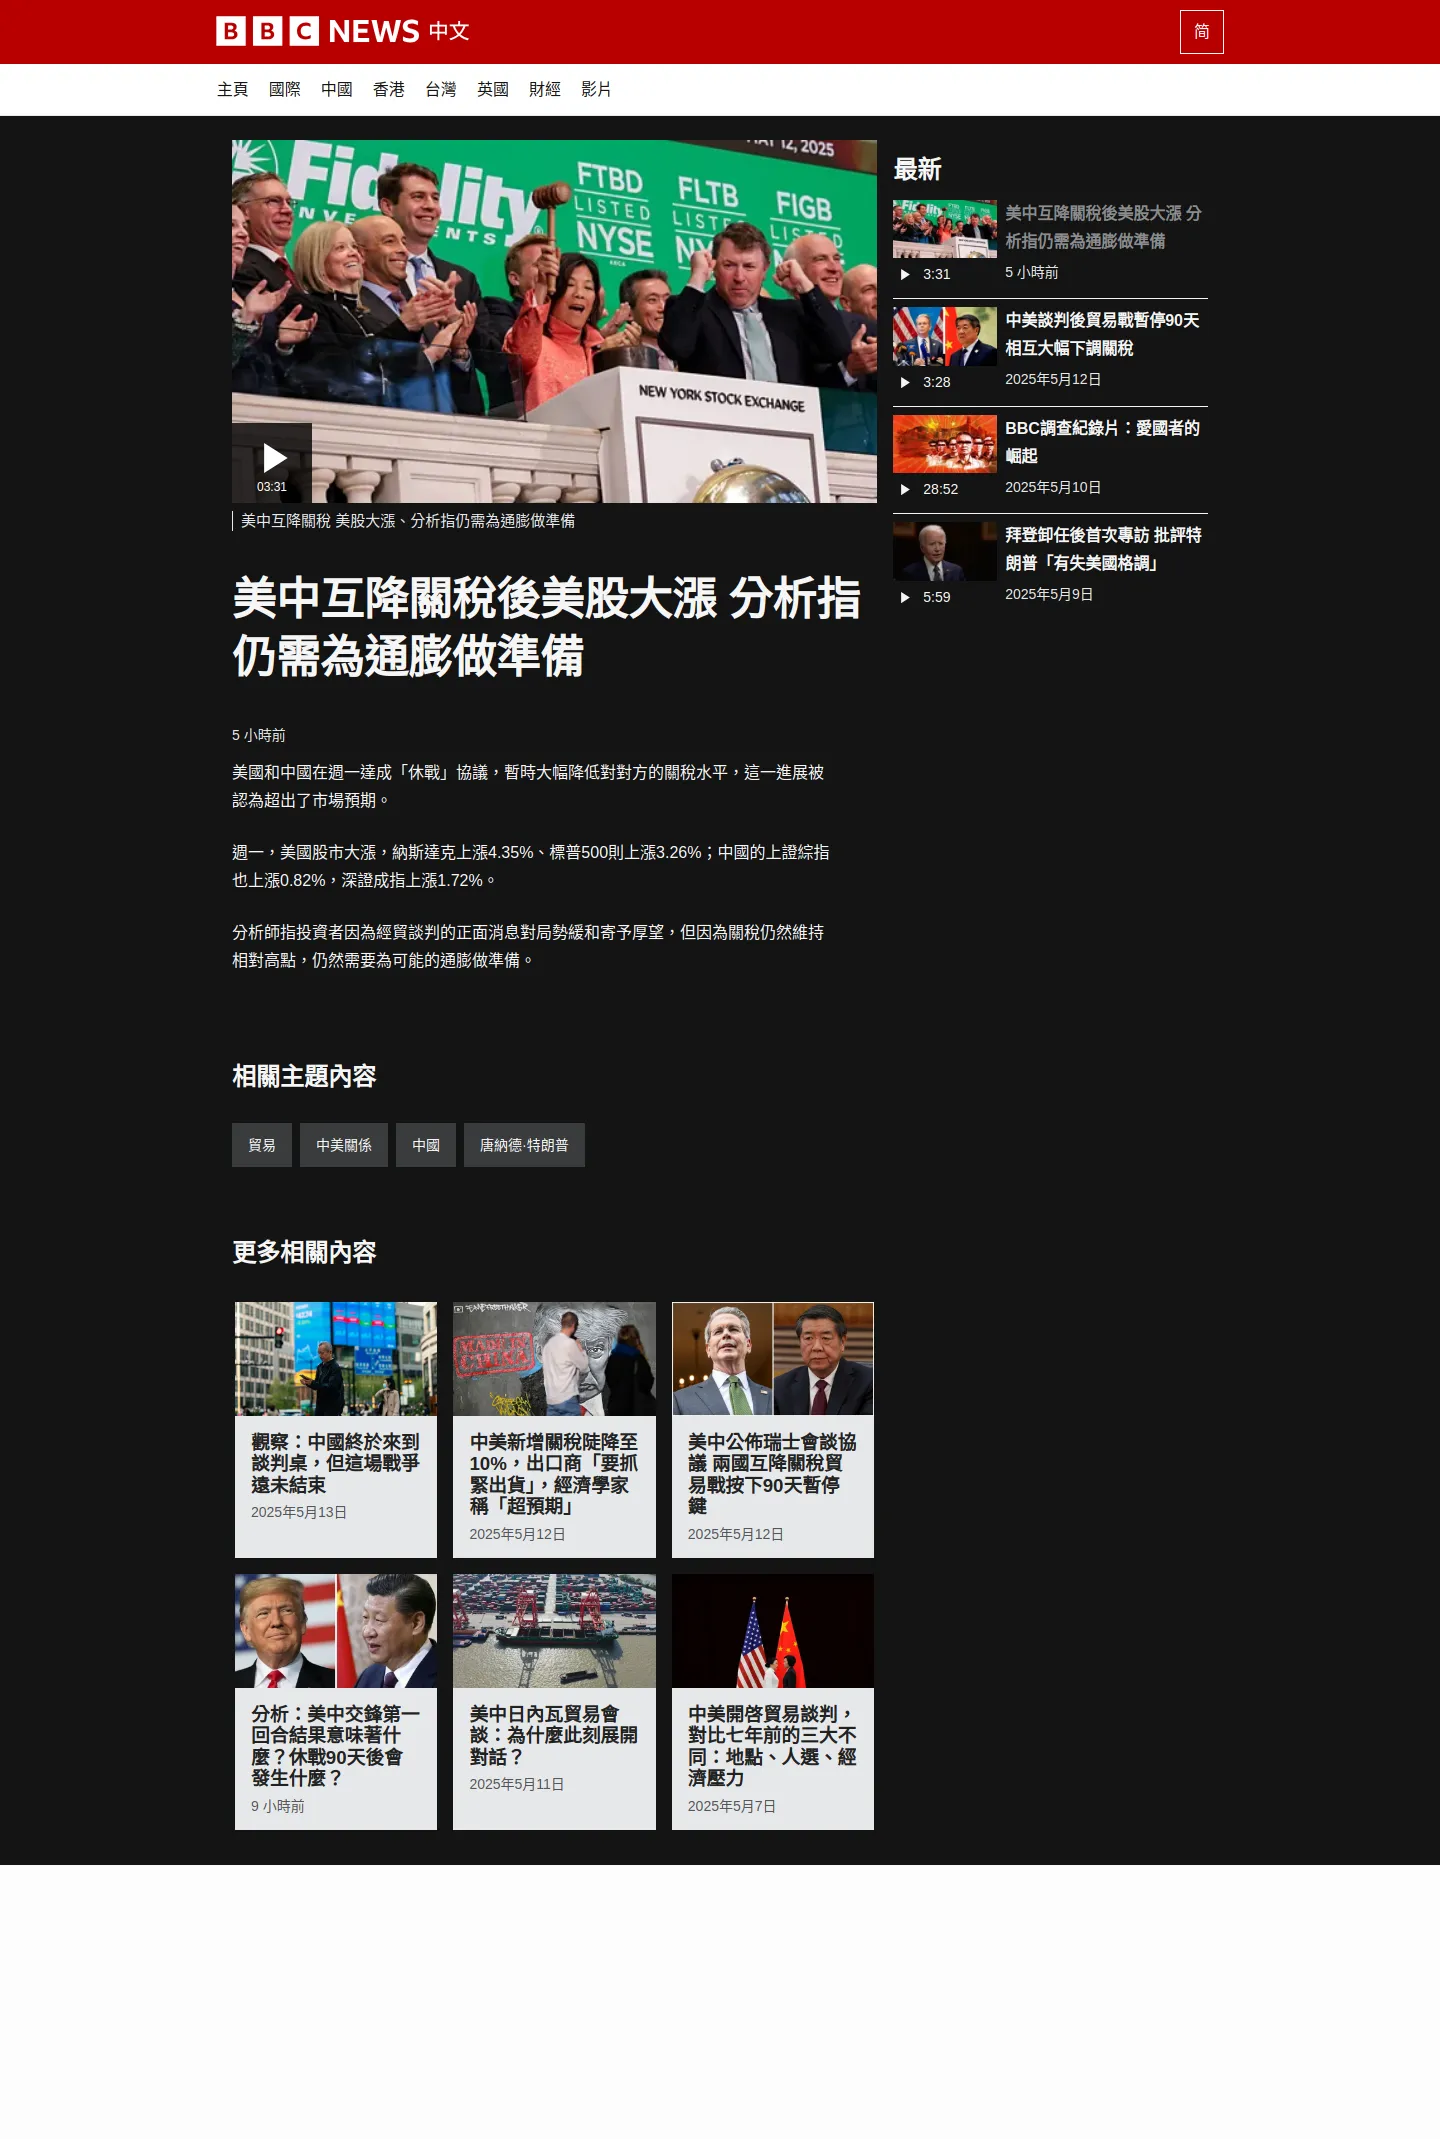 BBC NEWS 中文
简
主頁 國際 中國 香港 台灣 英國 財經 影片
MAY 12, 2025
Fidelity
INVESTMENTS
FTBD
LISTED
NYSE
ARCA
FLTB
LISTED
FIGB
LISTED
NEW YORK STOCK EXCHANGE
03:31
美中互降關稅 美股大漲、分析指仍需為通膨做準備
美中互降關稅後美股大漲 分析指
仍需為通膨做準備
5 小時前
美國和中國在週一達成「休戰」協議，暫時大幅降低對對方的關稅水平，這一進展被
認為超出了市場預期。
週一，美國股市大漲，納斯達克上漲4.35%、標普500則上漲3.26%；中國的上證綜指
也上漲0.82%，深證成指上漲1.72%。
分析師指投資者因為經貿談判的正面消息對局勢緩和寄予厚望，但因為關稅仍然維持
相對高點，仍然需要為可能的通膨做準備。
最新
美中互降關稅後美股大漲 分
析指仍需為通膨做準備
3:31
5 小時前
中美談判後貿易戰暫停90天
相互大幅下調關稅
3:28
2025年5月12日
BBC調查紀錄片：愛國者的
崛起
28:52
2025年5月10日
拜登卸任後首次專訪 批評特
朗普「有失美國格調」
5:59
2025年5月9日
相關主題內容
貿易
中美關係
中國
唐納德·特朗普
更多相關內容
觀察：中國終於來到
談判桌，但這場戰爭
遠未結束
2025年5月13日
MADE IN
CHINA
中美新增關稅陡降至
10%，出口商「要抓
緊出貨」，經濟學家
稱「超預期」
2025年5月12日
美中公佈瑞士會談協
議 兩國互降關稅貿
易戰按下90天暫停
鍵
2025年5月12日
分析：美中交鋒第一
回合結果意味著什
麼？休戰90天後會
發生什麼？
9 小時前
美中日內瓦貿易會
談：為什麼此刻展開
對話？
2025年5月11日
中美開啓貿易談判，
對比七年前的三大不
同：地點、人選、經
濟壓力
2025年5月7日